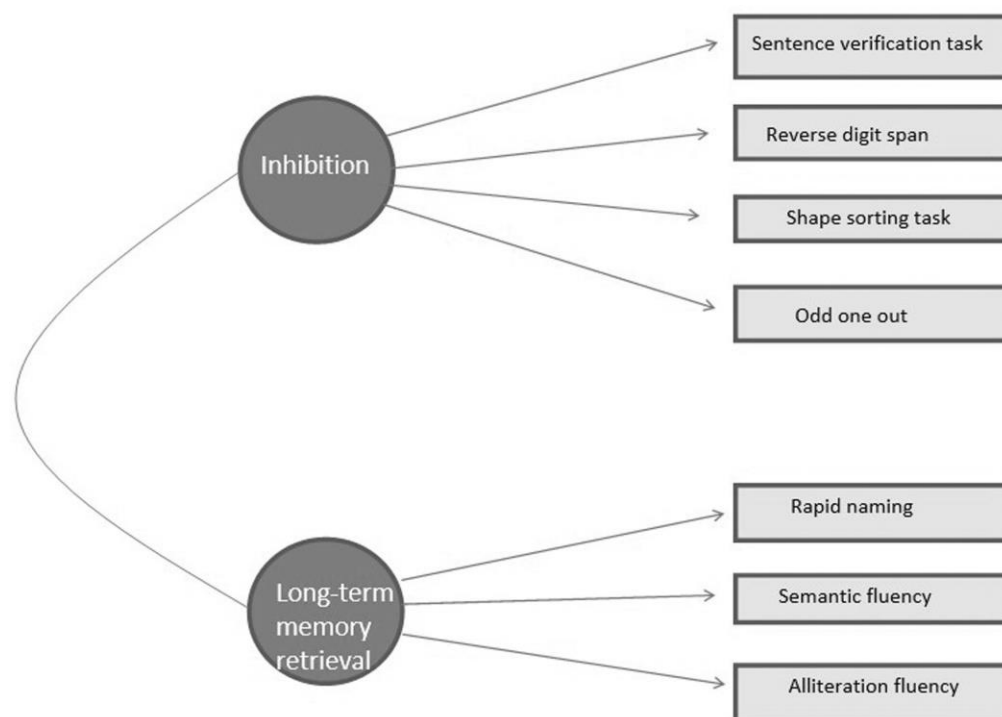 Sentence verification task
Reverse digit span
Inhibition
Shape sorting task
Odd one out
Rapid naming
Long-term
memory
retrieval
Semantic fluency
Alliteration fluency